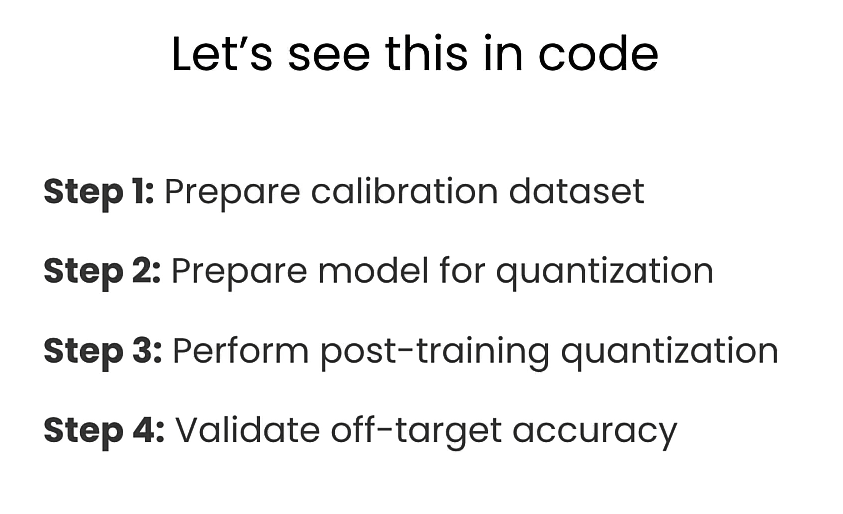 Let’s see this in code
Step 1: Prepare calibration dataset
Step 2: Prepare model for quantization
Step 3: Perform post-training quantization
Step 4: Validate off-target accuracy